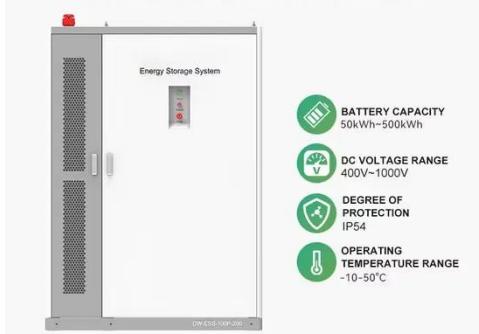 Energy Storage System
BATTERY CAPACITY
50kWh~500kWh
DC VOLTAGE RANGE
400V~1000V
V
DEGREE OF
PROTECTION
IP54
OPERATING
TEMPERATURE RANGE
-10-50°C